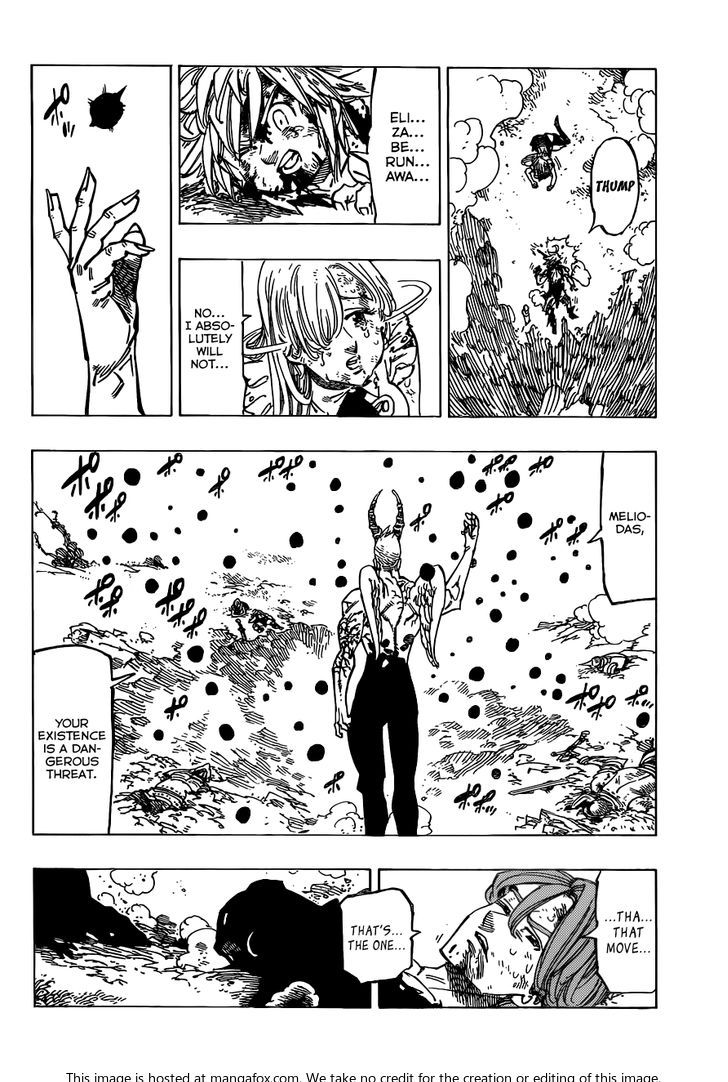 THUMP
ELI...
ZA...
BE...
RUN...
AWA...
NO...
I ABSO-
LUTELY
WILL
NOT...
MELIO-
DAS,
YOUR
EXISTENCE
IS A DAN-
GEROUS
THREAT.
...THA...
THAT
MOVE...
THAT'S...
THE ONE...
This image is hosted at mangafox.com. We take no credit for the creation or editing of this image.